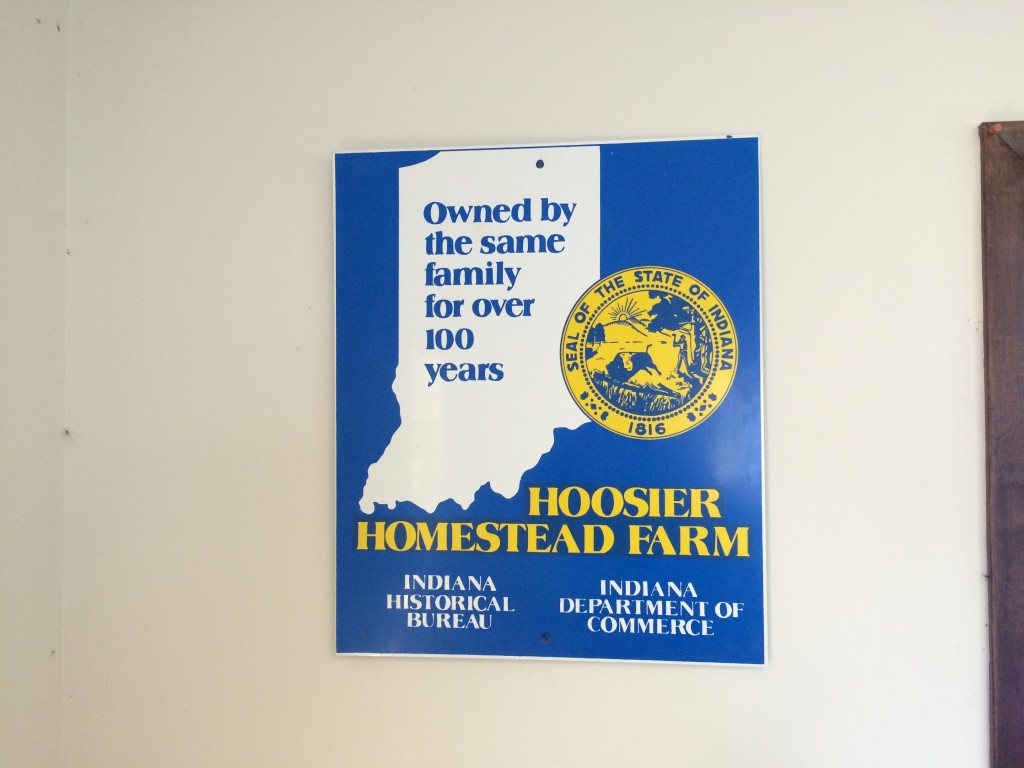 Owned by
the same
family
for over
100
years
SEAL OF THE STATE OF INDIANA
1816
HOOSIER
HOMESTEAD FARM
INDIANA
HISTORICAL
BUREAU
INDIANA
DEPARTMENT OF
COMMERCE